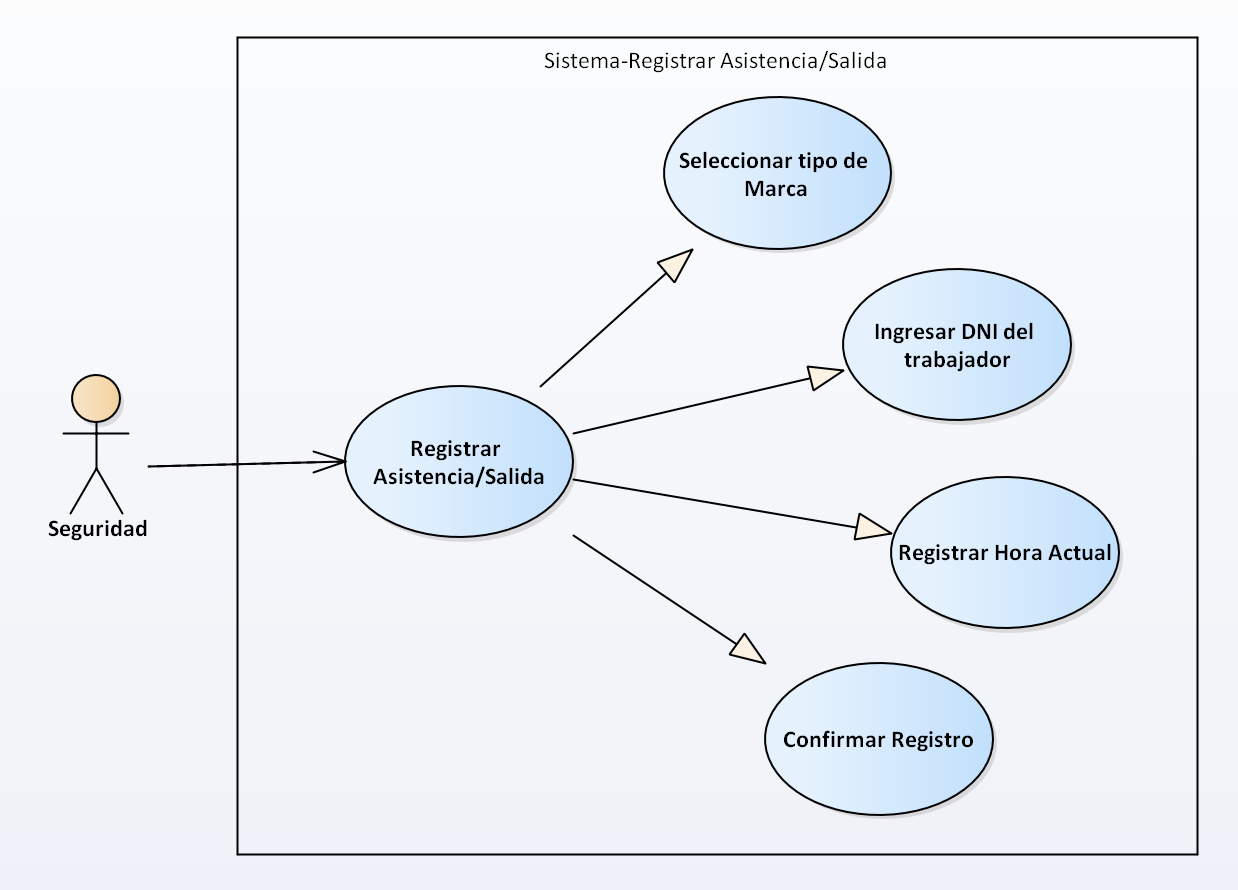 Sistema-Registrar Asistencia/Salida
Seleccionar tipo de
Marca
Ingresar DNI del
trabajador
Registrar
Asistencia/Salida
Seguridad
Registrar Hora Actual
Confirmar Registro